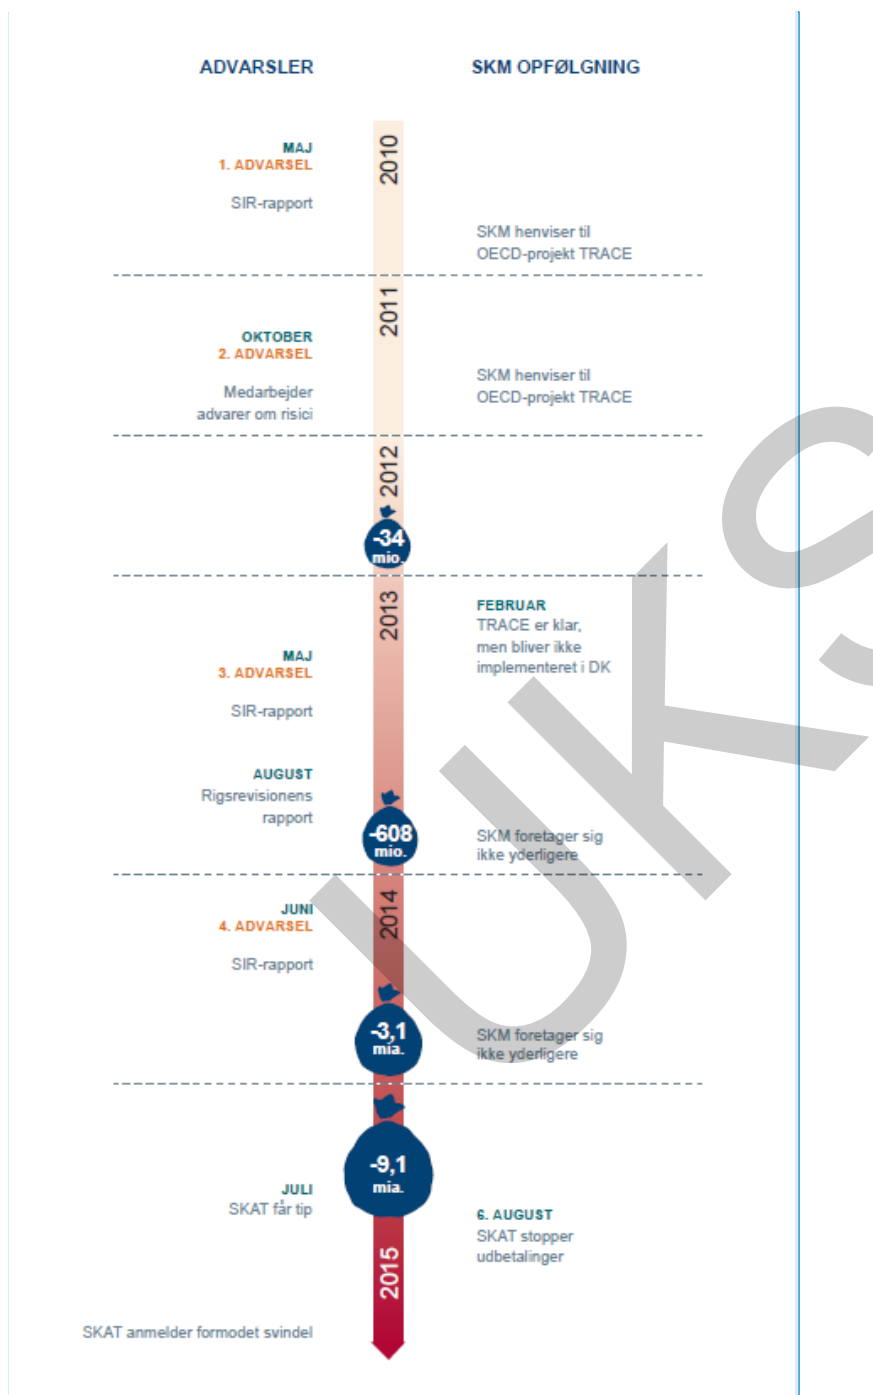 ADVARSLER
SKM OPFØLGNING
2010
MAJ
1. ADVARSEL
SIR-rapport
SKM henviser til
OECD-projekt TRACE
2011
OKTOBER
2. ADVARSEL
Medarbejder
advarer om risici
SKM henviser til
OECD-projekt TRACE
2012
-34
mio.
2013
FEBRUAR
TRACE er klar,
men bliver ikke
implementeret i DK
MAJ
3. ADVARSEL
SIR-rapport
AUGUST
Rigsrevisionens
rapport
-608
mio.
SKM foretager sig
ikke yderligere
2014
JUNI
4. ADVARSEL
SIR-rapport
-3,1
mia.
SKM foretager sig
ikke yderligere
-9,1
mia.
JULI
SKAT får tip
6. AUGUST
SKAT stopper
udbetalinger
2015
SKAT anmelder formodet svindel
UKS